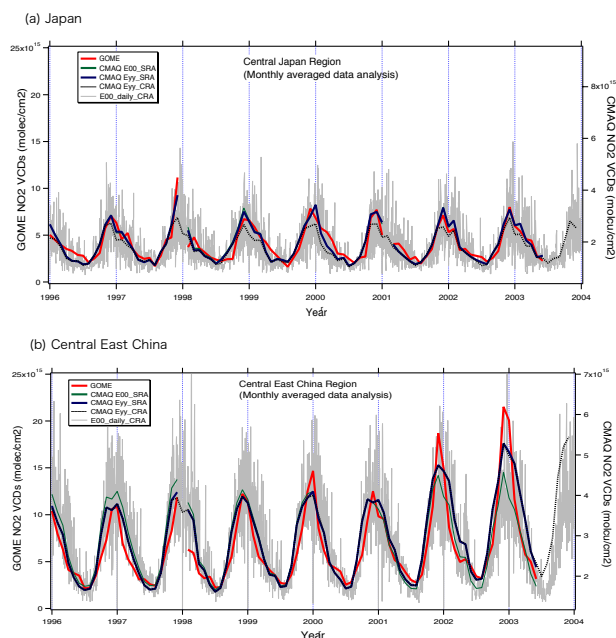 (a) Japan
25x10¹⁵
20
15
10
5
0
GOME NO2 VCDs (molec/cm2)
GOME
CMAQ E00_SRA
CMAQ Eyy_SRA
CMAQ Eyy_CRA
E00_daily_CRA
Central Japan Region
(Monthly averaged data analysis)
8x10¹⁵
6
4
2
CMAQ NO2 VCDs (molcu/cm2)
1996 1997 1998 1999 2000 2001 2002 2003 2004
Year
(b) Central East China
25x10¹⁵
20
15
10
5
0
GOME NO2 VCDs (molec/cm2)
GOME
CMAQ E00_SRA
CMAQ Eyy_SRA
CMAQ Eyy_CRA
E00_daily_CRA
Central East China Region
(Monthly averaged data analysis)
7x10¹⁵
6
5
4
3
2
CMAQ NO2 VCDs (molcu/cm2)
1996 1997 1998 1999 2000 2001 2002 2003 2004
Year